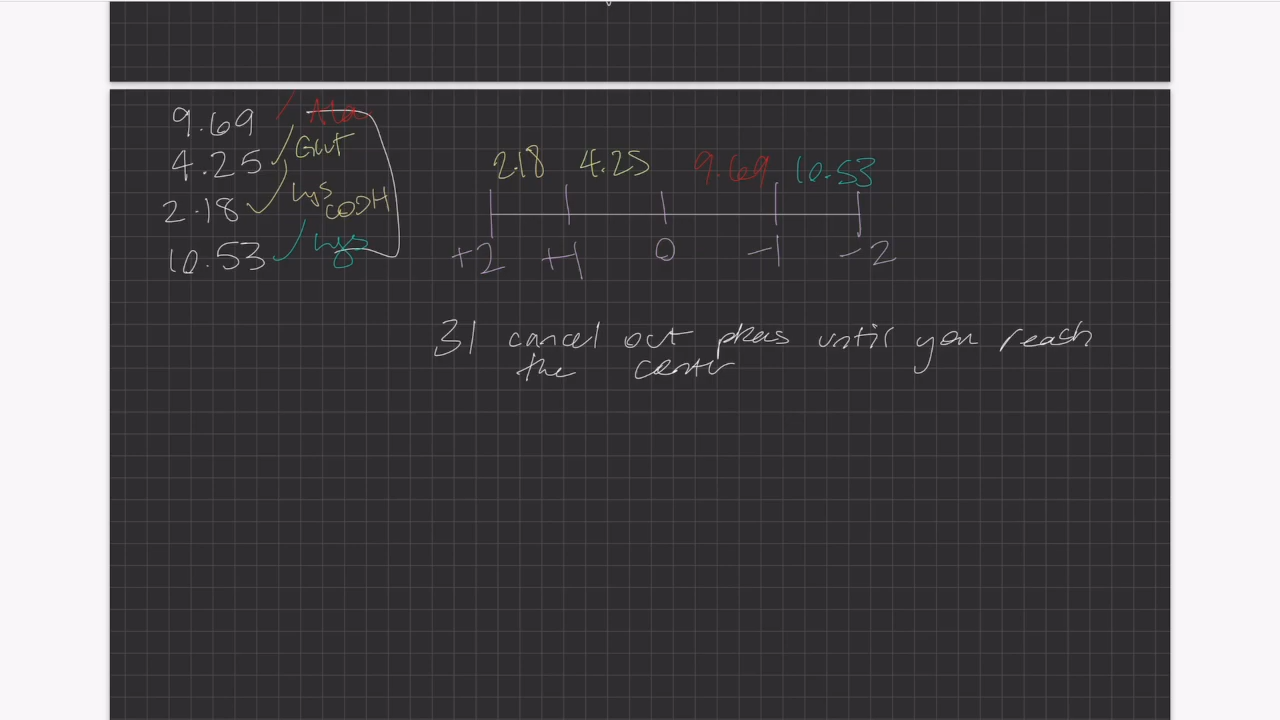 9.69 Ala
4.25 Glut
2.18 Lys COOH
10.53 Lys
2.18 4.25 9.69 10.53
+2 +1 0 -1 -2
3) cancel out pkas until you reach
the center